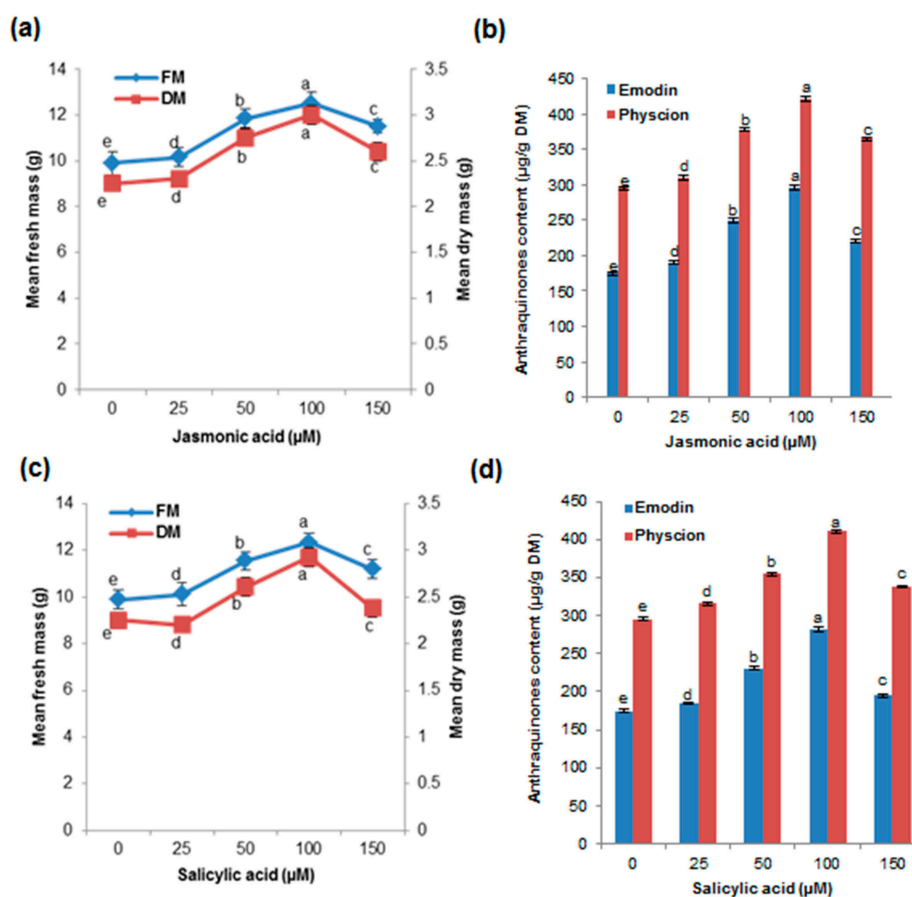 (a)
FM
DM
Mean fresh mass (g)
14
12
10
8
6
4
2
0
e d b a c
e d b a c
3.5
3
2.5
2
1.5
1
0.5
0
Mean dry mass (g)
0 25 50 100 150
Jasmonic acid (µM)
(b)
Emodin
Physcion
Anthraquinones content (µg/g DM)
450
400
350
300
250
200
150
100
50
0
e e d d b b a a c c
0 25 50 100 150
Jasmonic acid (µM)
(c)
FM
DM
Mean fresh mass (g)
14
12
10
8
6
4
2
0
e d b a c
e d b a c
3.5
3
2.5
2
1.5
1
0.5
0
Mean dry mass (g)
0 25 50 100 150
Salicylic acid (µM)
(d)
Emodin
Physcion
Anthraquinones content (µg/g DM)
450
400
350
300
250
200
150
100
50
0
e e d d b b a a c c
0 25 50 100 150
Salicylic acid (µM)